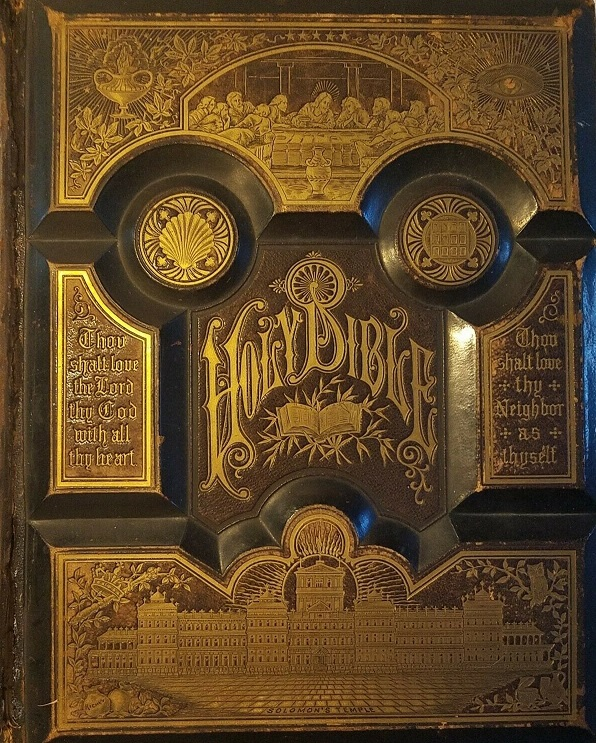 HOLY BIBLE
Thou
shalt love
the Lord
thy God
with all
thy heart
Thou
shalt love
thy
Neighbor
as
thyself
SOLOMON'S TEMPLE